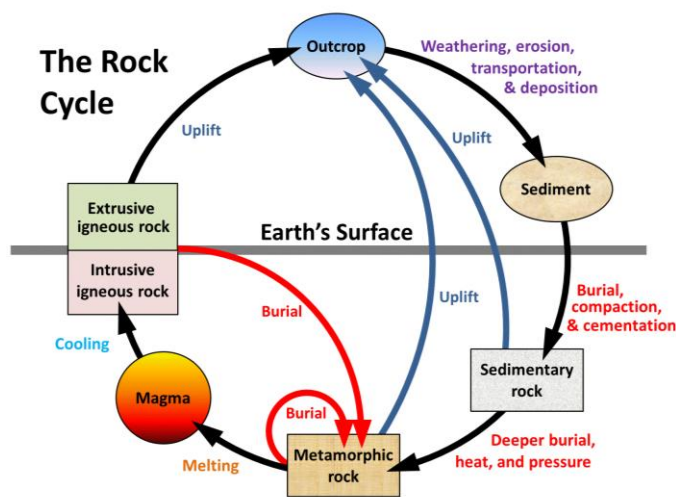 The Rock
Cycle
Outcrop
Weathering, erosion,
transportation,
& deposition
Uplift
Uplift
Sediment
Extrusive
igneous rock
Earth's Surface
Intrusive
igneous rock
Uplift
Burial
Burial,
compaction,
& cementation
Cooling
Sedimentary
rock
Magma
Burial
Melting
Metamorphic
rock
Deeper burial,
heat, and pressure